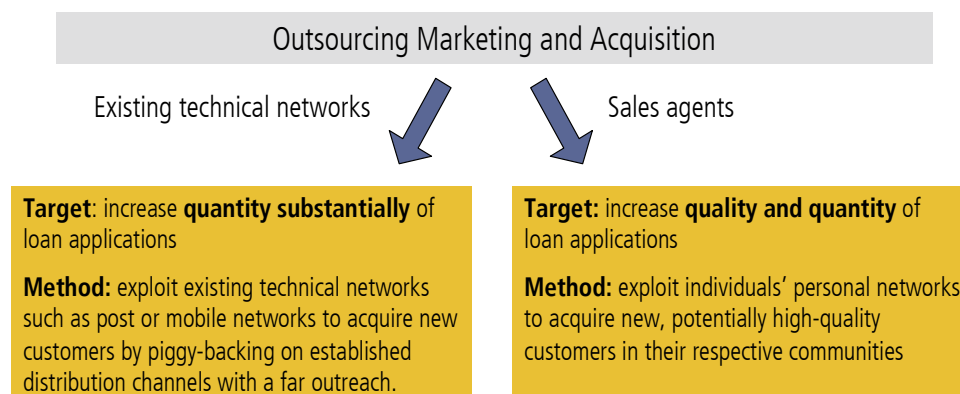 Outsourcing Marketing and Acquisition
Existing technical networks
Sales agents
Target: increase quantity substantially of
loan applications
Method: exploit existing technical networks
such as post or mobile networks to acquire new
customers by piggy-backing on established
distribution channels with a far outreach.
Target: increase quality and quantity of
loan applications
Method: exploit individuals’ personal networks
to acquire new, potentially high-quality
customers in their respective communities